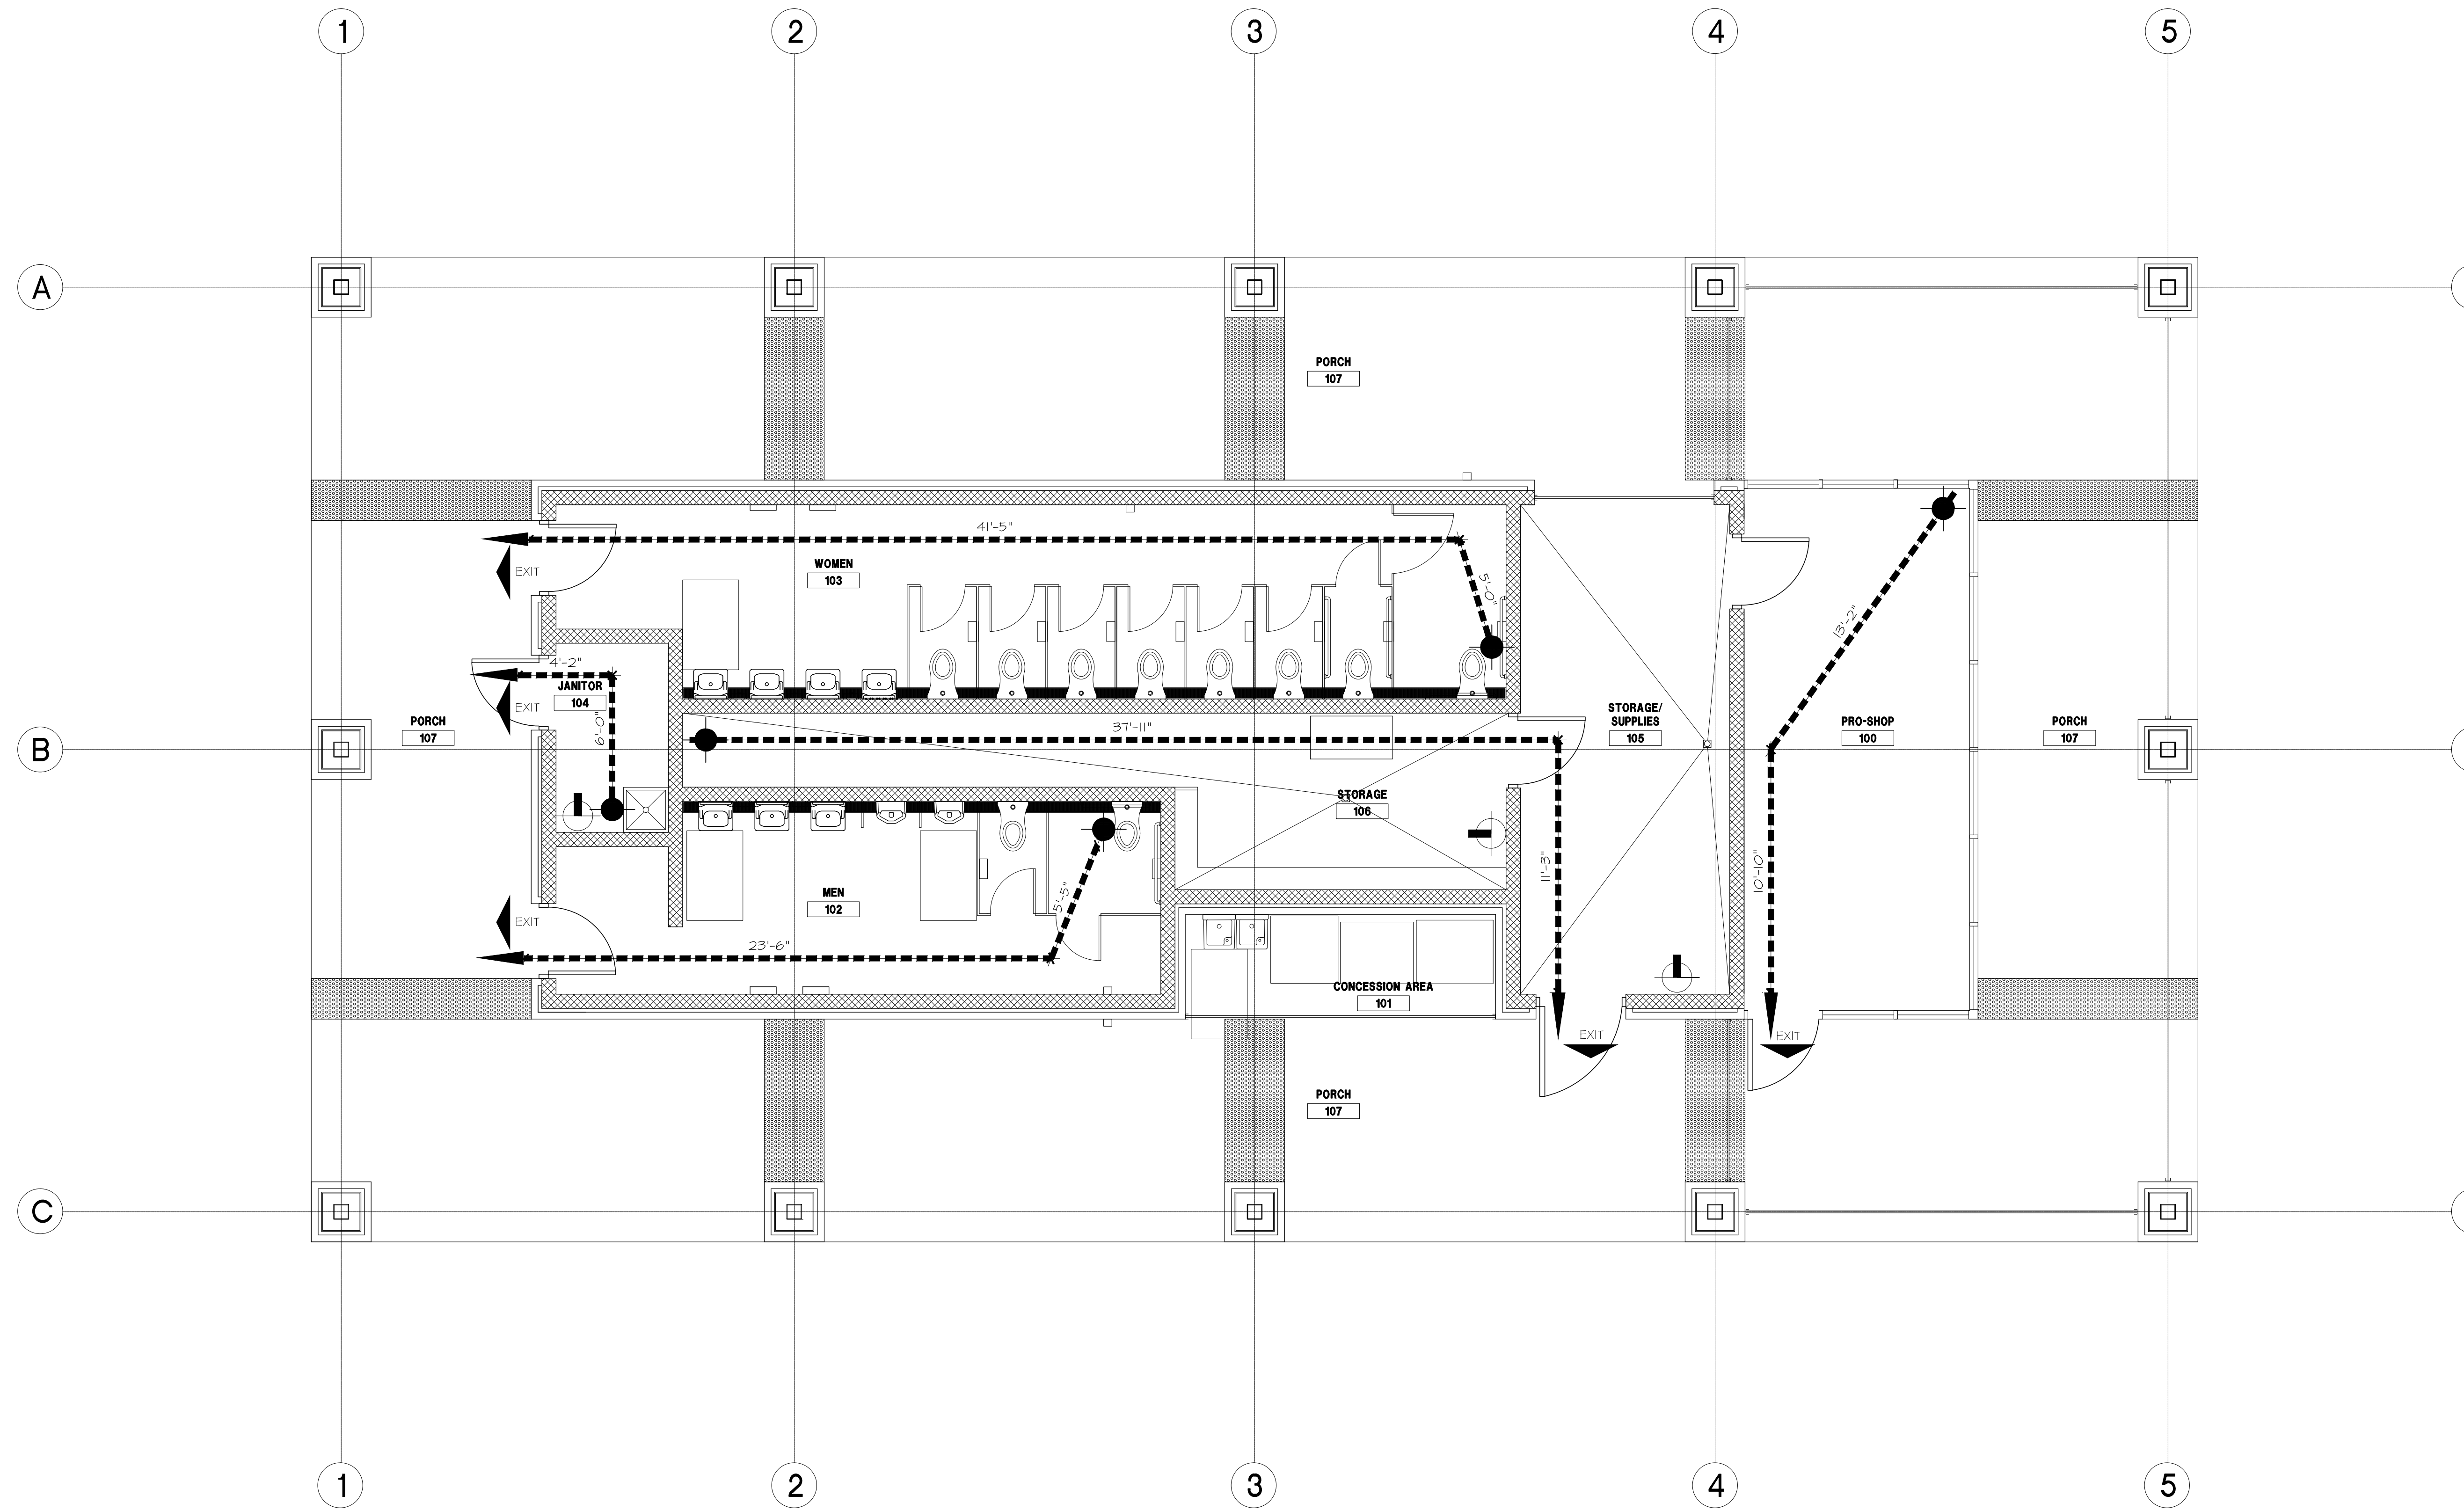 1
2
3
4
5
A
PORCH
107
41'-5"
EXIT
WOMEN
103
5'-0"
13'-2"
4'-2"
JANITOR
104
EXIT
6'-0"
PORCH
107
B
37'-11"
STORAGE/
SUPPLIES
105
PRO-SHOP
100
PORCH
107
STORAGE
106
11'-3"
10'-10"
MEN
102
5'-5"
EXIT
23'-6"
CONCESSION AREA
101
EXIT
EXIT
PORCH
107
C
1
2
3
4
5